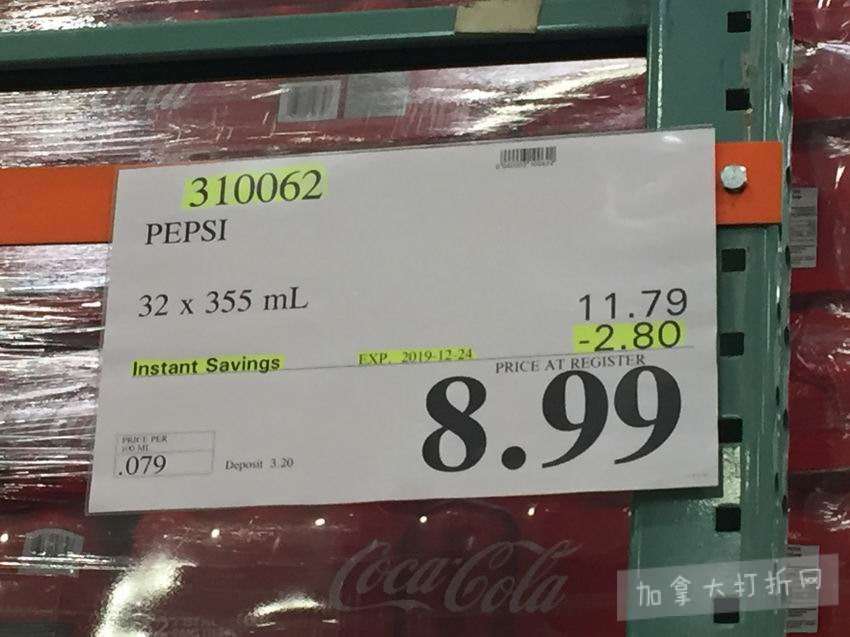 310062
PEPSI
32 x 355 mL
11.79
-2.80
Instant Savings
EXP. 2019-12-24
PRICE AT REGISTER
8.99
PRICE PER
100 ML
.079
Deposit 3.20
Coca-Cola
加拿大打折网